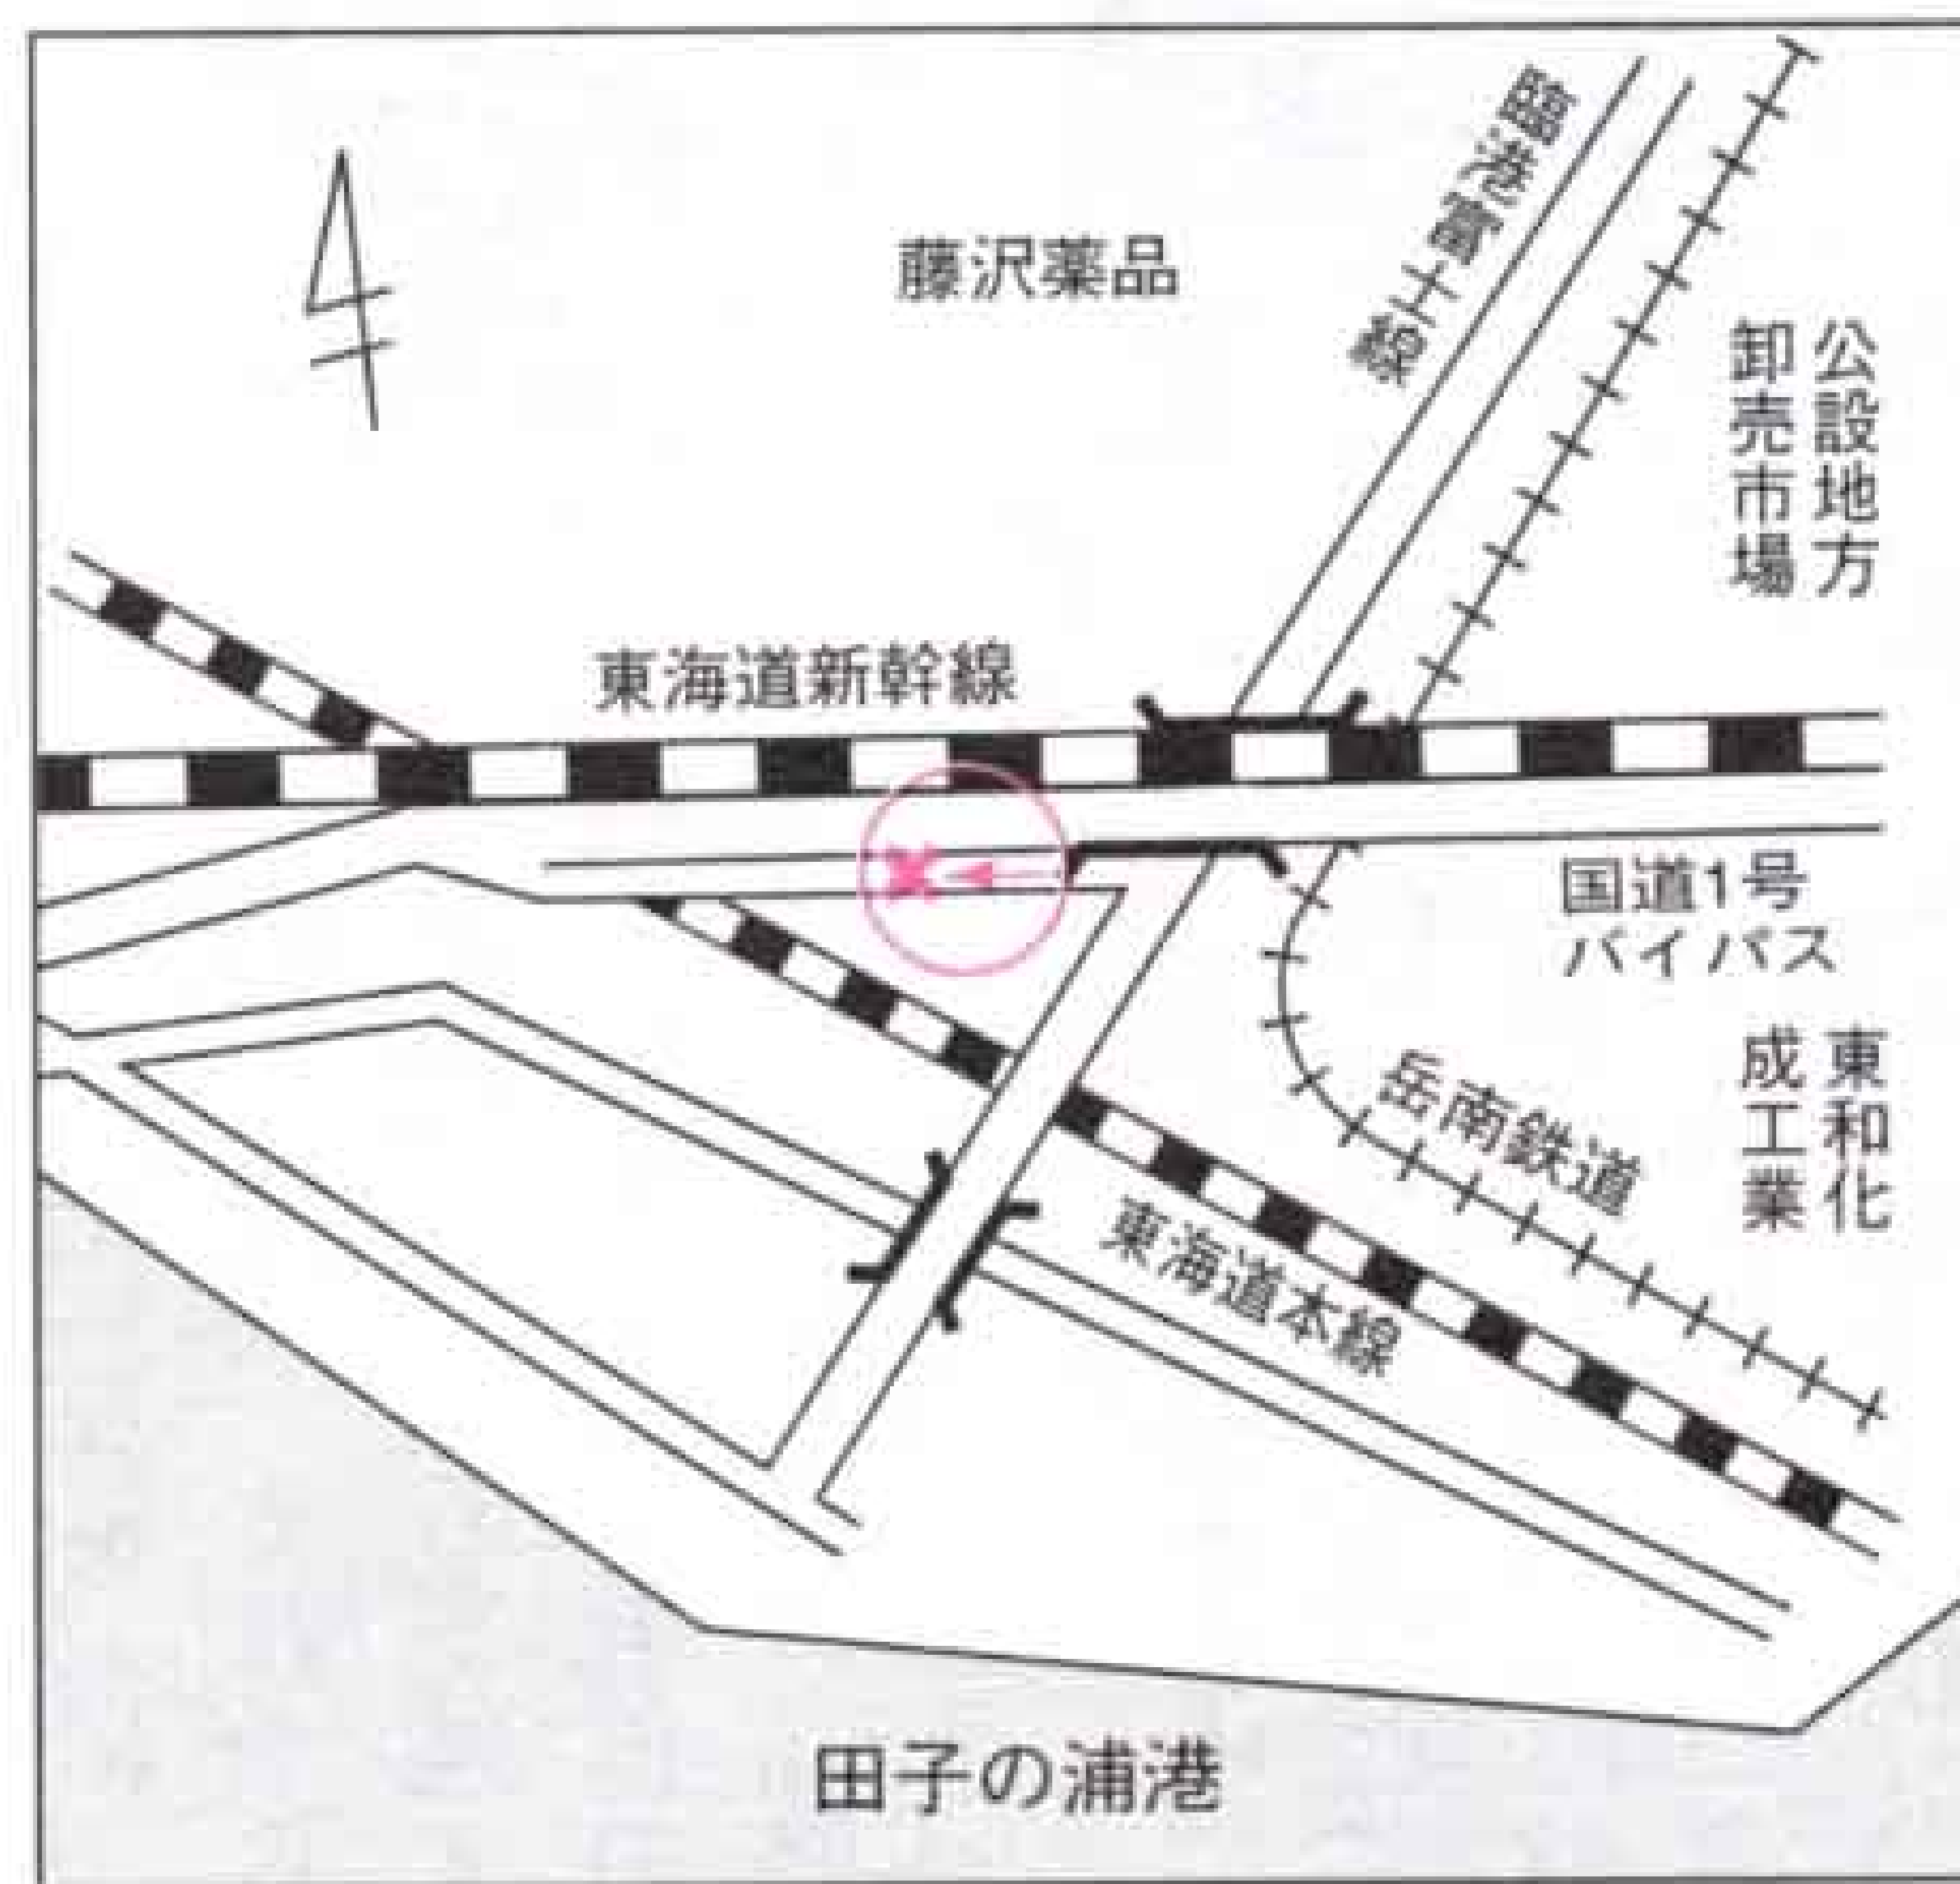 臨港富士線
藤沢薬品
公設地方
卸売市場
東海道新幹線
国道1号
バイパス
東和化
成工業
岳南鉄道
東海道本線
田子の浦港